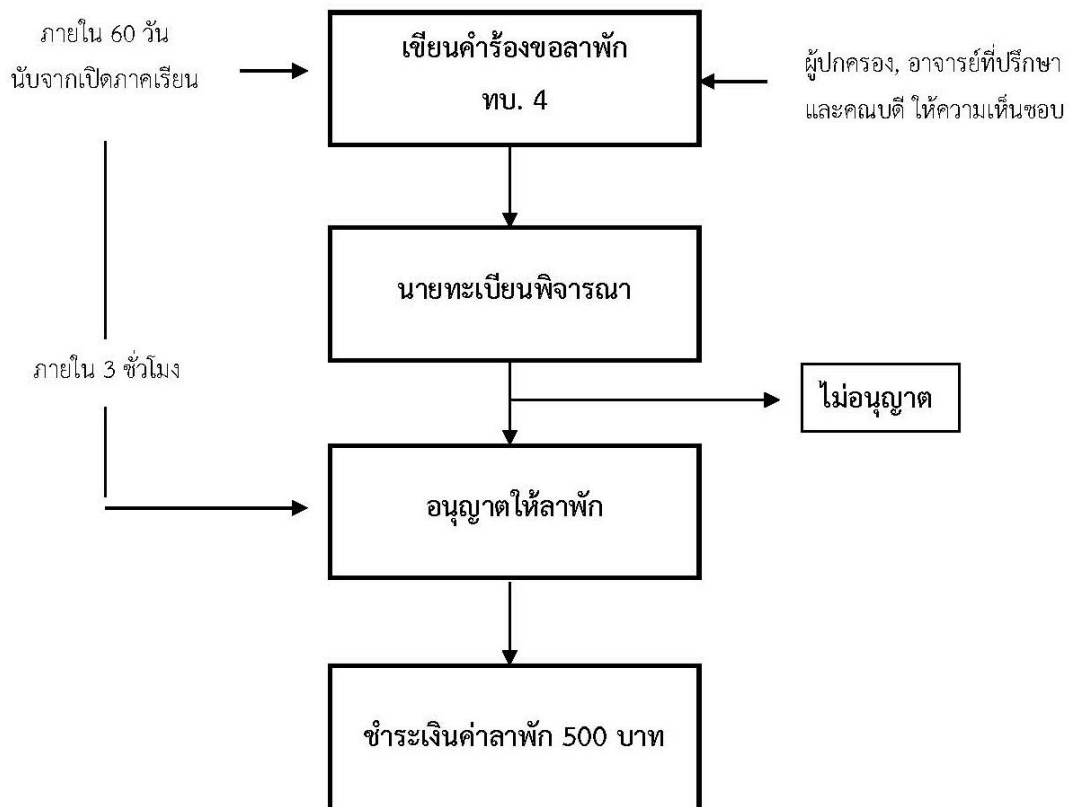 ภายใน 60 วัน
นับจากเปิดภาคเรียน
เขียนคำร้องขอลาพัก
ทบ. 4
ผู้ปกครอง, อาจารย์ที่ปรึกษา
และคณบดี ให้ความเห็นชอบ
นายทะเบียนพิจารณา
ภายใน 3 ชั่วโมง
ไม่อนุญาต
อนุญาตให้ลาพัก
ชำระเงินค่าลาพัก 500 บาท